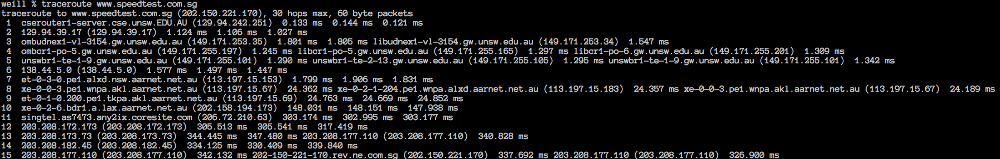 weill % traceroute www.speedtest.com.sg
traceroute to www.speedtest.com.sg (202.150.221.170), 30 hops max, 60 byte packets
1 cserouter1-server.cse.unsw.EDU.AU (129.94.242.251) 0.133 ms 0.144 ms 0.121 ms
2 129.94.39.17 (129.94.39.17) 1.124 ms 1.106 ms 1.027 ms
3 ombudnex1-vl-3154.gw.unsw.edu.au (149.171.253.35) 1.801 ms 1.805 ms libudnex1-vl-3154.gw.unsw.edu.au (149.171.253.34) 1.547 ms
4 ombcr1-po-5.gw.unsw.edu.au (149.171.255.197) 1.245 ms libcr1-po-5.gw.unsw.edu.au (149.171.255.165) 1.297 ms libcr1-po-6.gw.unsw.edu.au (149.171.255.201) 1.309 ms
5 unswbr1-te-1-9.gw.unsw.edu.au (149.171.255.101) 1.290 ms unswbr1-te-2-13.gw.unsw.edu.au (149.171.255.105) 1.295 ms unswbr1-te-1-9.gw.unsw.edu.au (149.171.255.101) 1.342 ms
6 138.44.5.0 (138.44.5.0) 1.577 ms 1.497 ms 1.447 ms
7 et-0-3-0.pe1.alxd.nsw.aarnet.net.au (113.197.15.153) 1.799 ms 1.906 ms 1.831 ms
8 xe-0-0-3.pe1.wnpa.akl.aarnet.net.au (113.197.15.67) 24.362 ms xe-0-2-1-204.pe1.wnpa.alxd.aarnet.net.au (113.197.15.183) 24.357 ms xe-0-0-3.pe1.wnpa.akl.aarnet.net.au (113.197.15.67) 24.189 ms
9 et-0-1-0.200.pe1.tkpa.akl.aarnet.net.au (113.197.15.69) 24.763 ms 24.669 ms 24.852 ms
10 xe-0-2-6.bdr1.a.lax.aarnet.net.au (202.158.194.173) 148.031 ms 148.151 ms 147.938 ms
11 singtel.as7473.any2ix.coresite.com (206.72.210.63) 303.174 ms 302.995 ms 303.177 ms
12 203.208.172.173 (203.208.172.173) 305.513 ms 305.541 ms 317.419 ms
13 203.208.173.73 (203.208.173.73) 344.445 ms 347.480 ms 203.208.177.110 (203.208.177.110) 340.828 ms
14 203.208.182.45 (203.208.182.45) 334.125 ms 330.409 ms 339.840 ms
15 203.208.177.110 (203.208.177.110) 342.132 ms 202-150-221-170.rev.ne.com.sg (202.150.221.170) 337.692 ms 203.208.177.110 (203.208.177.110) 326.900 ms